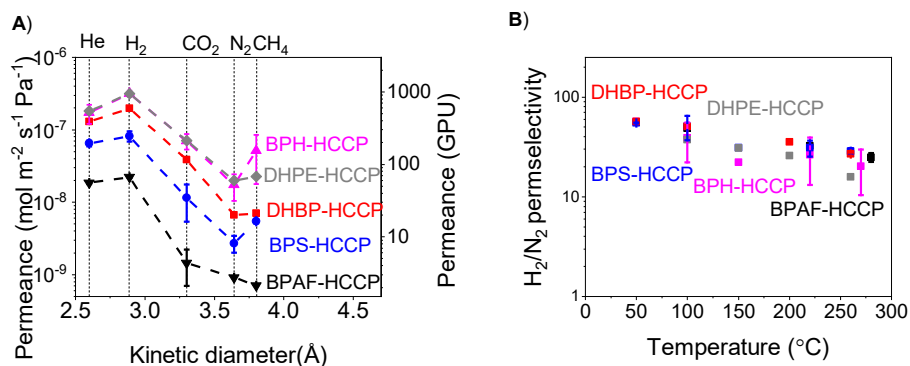 A)
He H2 CO2 N2 CH4
10-6
10-7
10-8
10-9
Permeance (mol m-2 s-1 Pa-1)
2.5 3.0 3.5 4.0 4.5
Kinetic diameter(Å)
1000
100
10
Permeance (GPU)
BPH-HCCP
DHPE-HCCP
DHBP-HCCP
BPS-HCCP
BPAF-HCCP
B)
100
10
1
H2/N2 permselectivity
0 50 100 150 200 250 300
Temperature (°C)
DHBP-HCCP
DHPE-HCCP
BPS-HCCP
BPH-HCCP
BPAF-HCCP